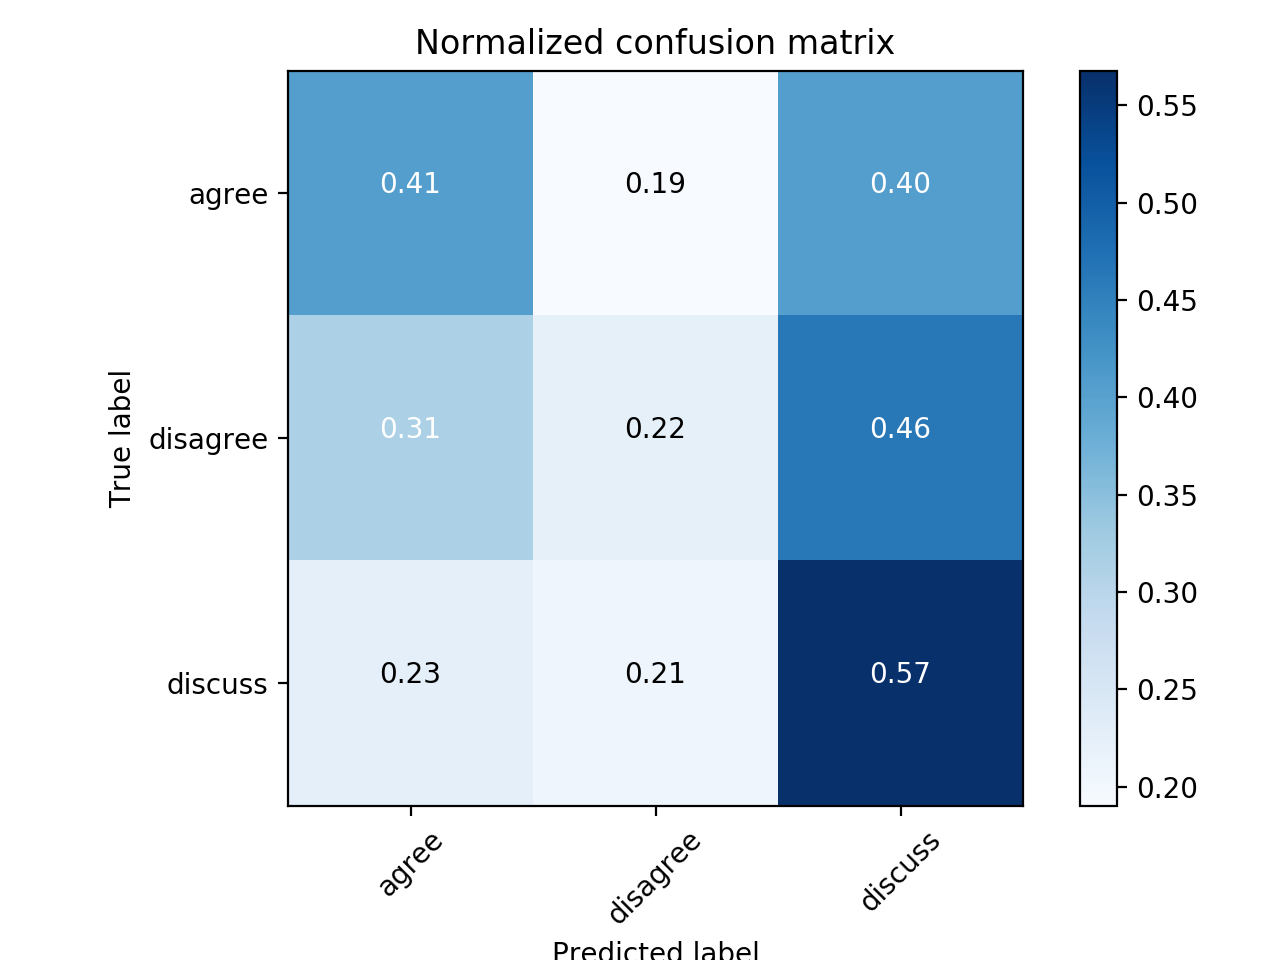 Normalized confusion matrix
agree 0.41 0.19 0.40
disagree 0.31 0.22 0.46
discuss 0.23 0.21 0.57
agree disagree discuss
True label
Predicted label
0.55
0.50
0.45
0.40
0.35
0.30
0.25
0.20